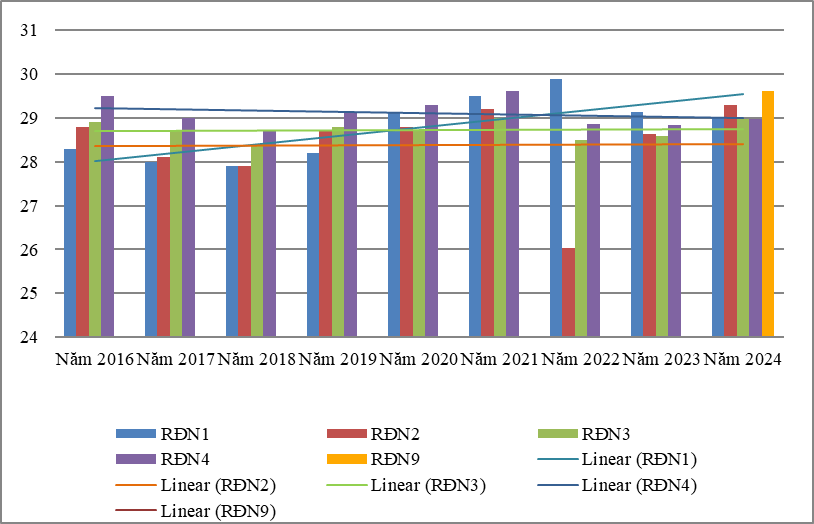 31
30
29
28
27
26
25
24
Năm 2016 Năm 2017 Năm 2018 Năm 2019 Năm 2020 Năm 2021 Năm 2022 Năm 2023 Năm 2024
RĐN1 RĐN2 RĐN3
RĐN4 RĐN9 Linear (RĐN1)
Linear (RĐN2) Linear (RĐN3) Linear (RĐN4)
Linear (RĐN9)